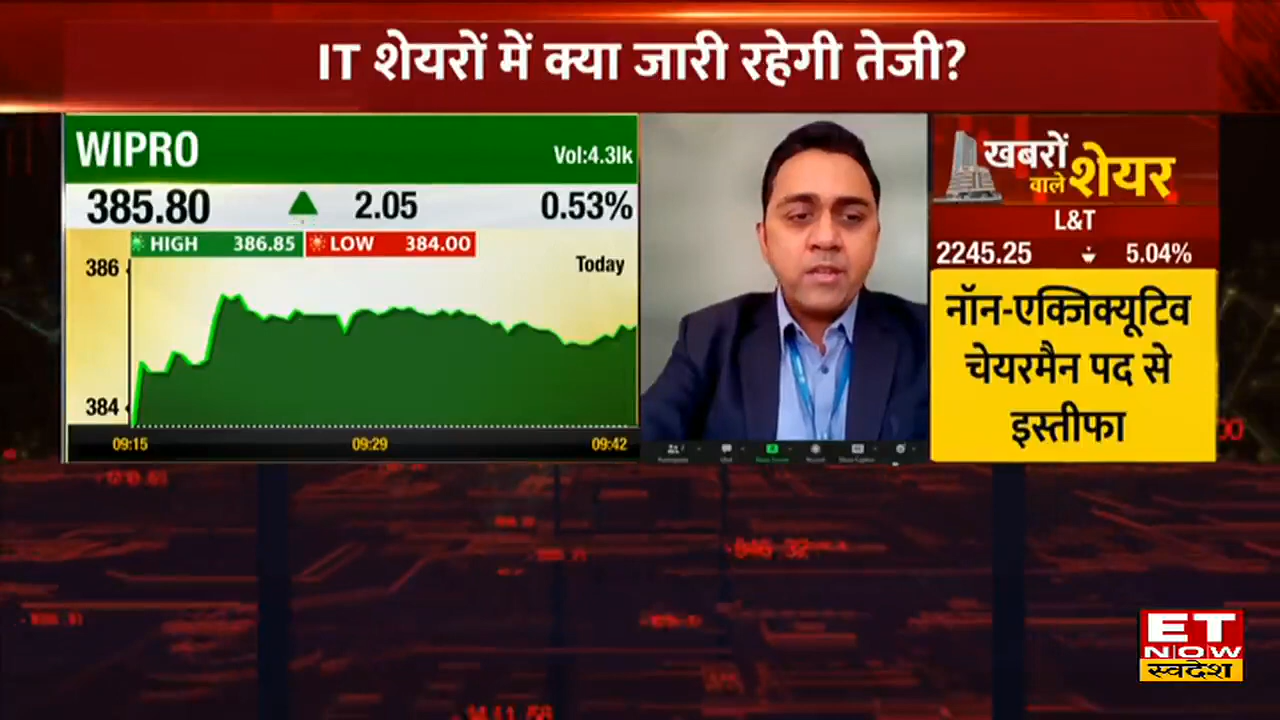 IT शेयरों में क्या जारी रहेगी तेजी?
WIPRO
Vol:4.3lk
385.80 2.05 0.53%
HIGH 386.85 LOW 384.00
Today
386
384
09:15 09:29 09:42
खबरों
वाले शेयर
L&T
2245.25 5.04%
नॉन-एक्जिक्यूटिव
चेयरमैन पद से
इस्तीफा
ET
NOW
स्वदेश